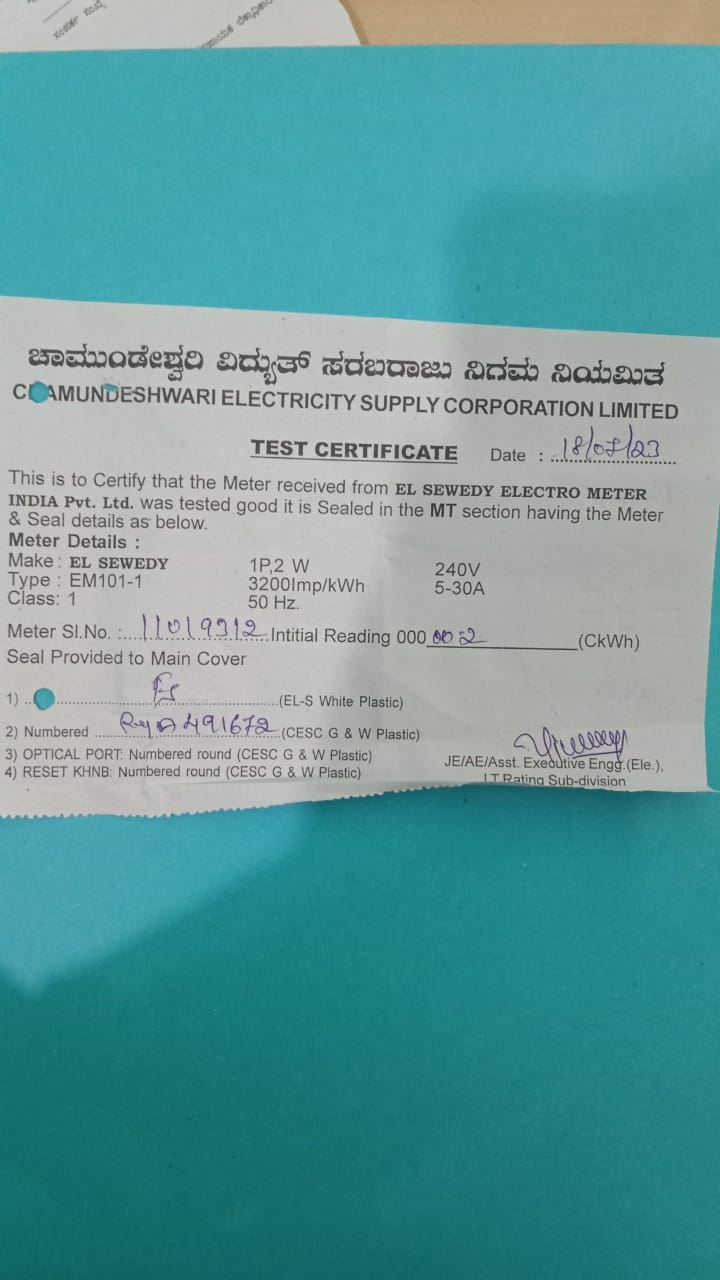 ಚಾಮುಂಡೇಶ್ವರಿ ವಿದ್ಯುತ್ ಸರಬರಾಜು ನಿಗಮ ನಿಯಮಿತ
CHAMUNDESHWARI ELECTRICITY SUPPLY CORPORATION LIMITED
TEST CERTIFICATE Date : 18/07/23
This is to Certify that the Meter received from EL SEWEDY ELECTRO METER
INDIA Pvt. Ltd. was tested good it is Sealed in the MT section having the Meter
& Seal details as below.
Meter Details :
Make : EL SEWEDY 1P,2 W 240V
Type : EM101-1 3200Imp/kWh 5-30A
Class: 1 50 Hz.
Meter Sl.No. : 11019312 Intitial Reading 000 002 (CkWh)
Seal Provided to Main Cover
1) (EL-S White Plastic)
2) Numbered 491672 (CESC G & W Plastic)
3) OPTICAL PORT: Numbered round (CESC G & W Plastic)
4) RESET KHNB: Numbered round (CESC G & W Plastic)
JE/AE/Asst. Executive Engg.(Ele.),
LT Rating Sub-division